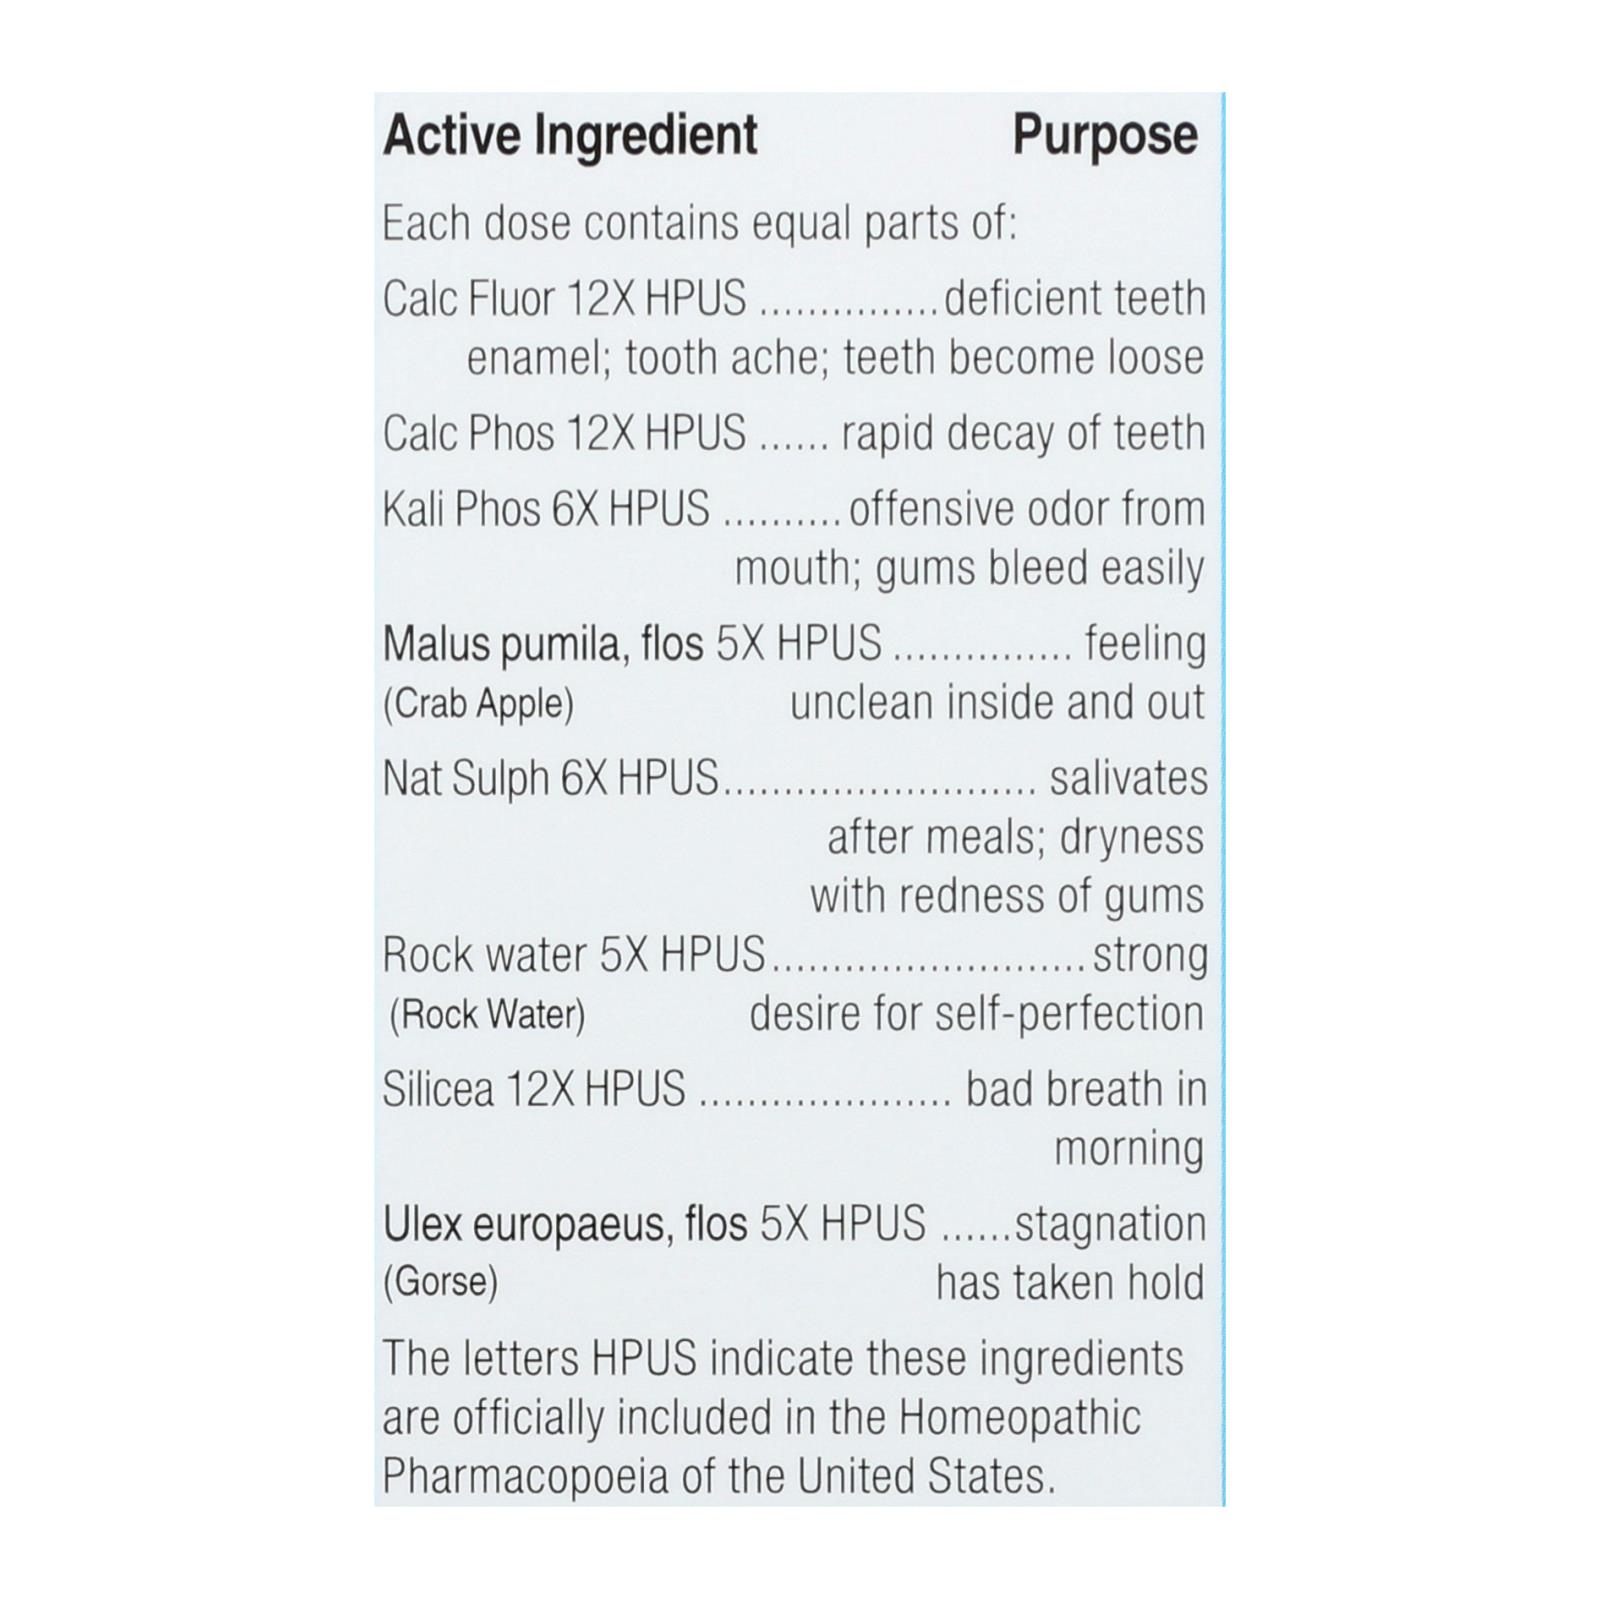 Active Ingredient Purpose
Each dose contains equal parts of:
Calc Fluor 12X HPUS ...............deficient teeth
enamel; tooth ache; teeth become loose
Calc Phos 12X HPUS ...... rapid decay of teeth
Kali Phos 6X HPUS ..........offensive odor from
mouth; gums bleed easily
Malus pumila, flos 5X HPUS ............... feeling
(Crab Apple) unclean inside and out
Nat Sulph 6X HPUS.......................... salivates
after meals; dryness
with redness of gums
Rock water 5X HPUS..........................strong
(Rock Water) desire for self-perfection
Silicea 12X HPUS ..................... bad breath in
morning
Ulex europaeus, flos 5X HPUS ......stagnation
(Gorse) has taken hold
The letters HPUS indicate these ingredients
are officially included in the Homeopathic
Pharmacopoeia of the United States.